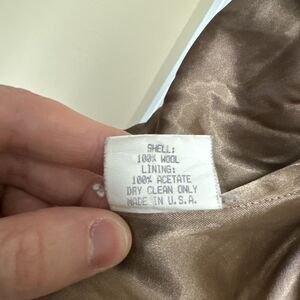 SHELL:
100% WOOL
LINING:
100% ACETATE
DRY CLEAN ONLY
MADE IN U.S.A.